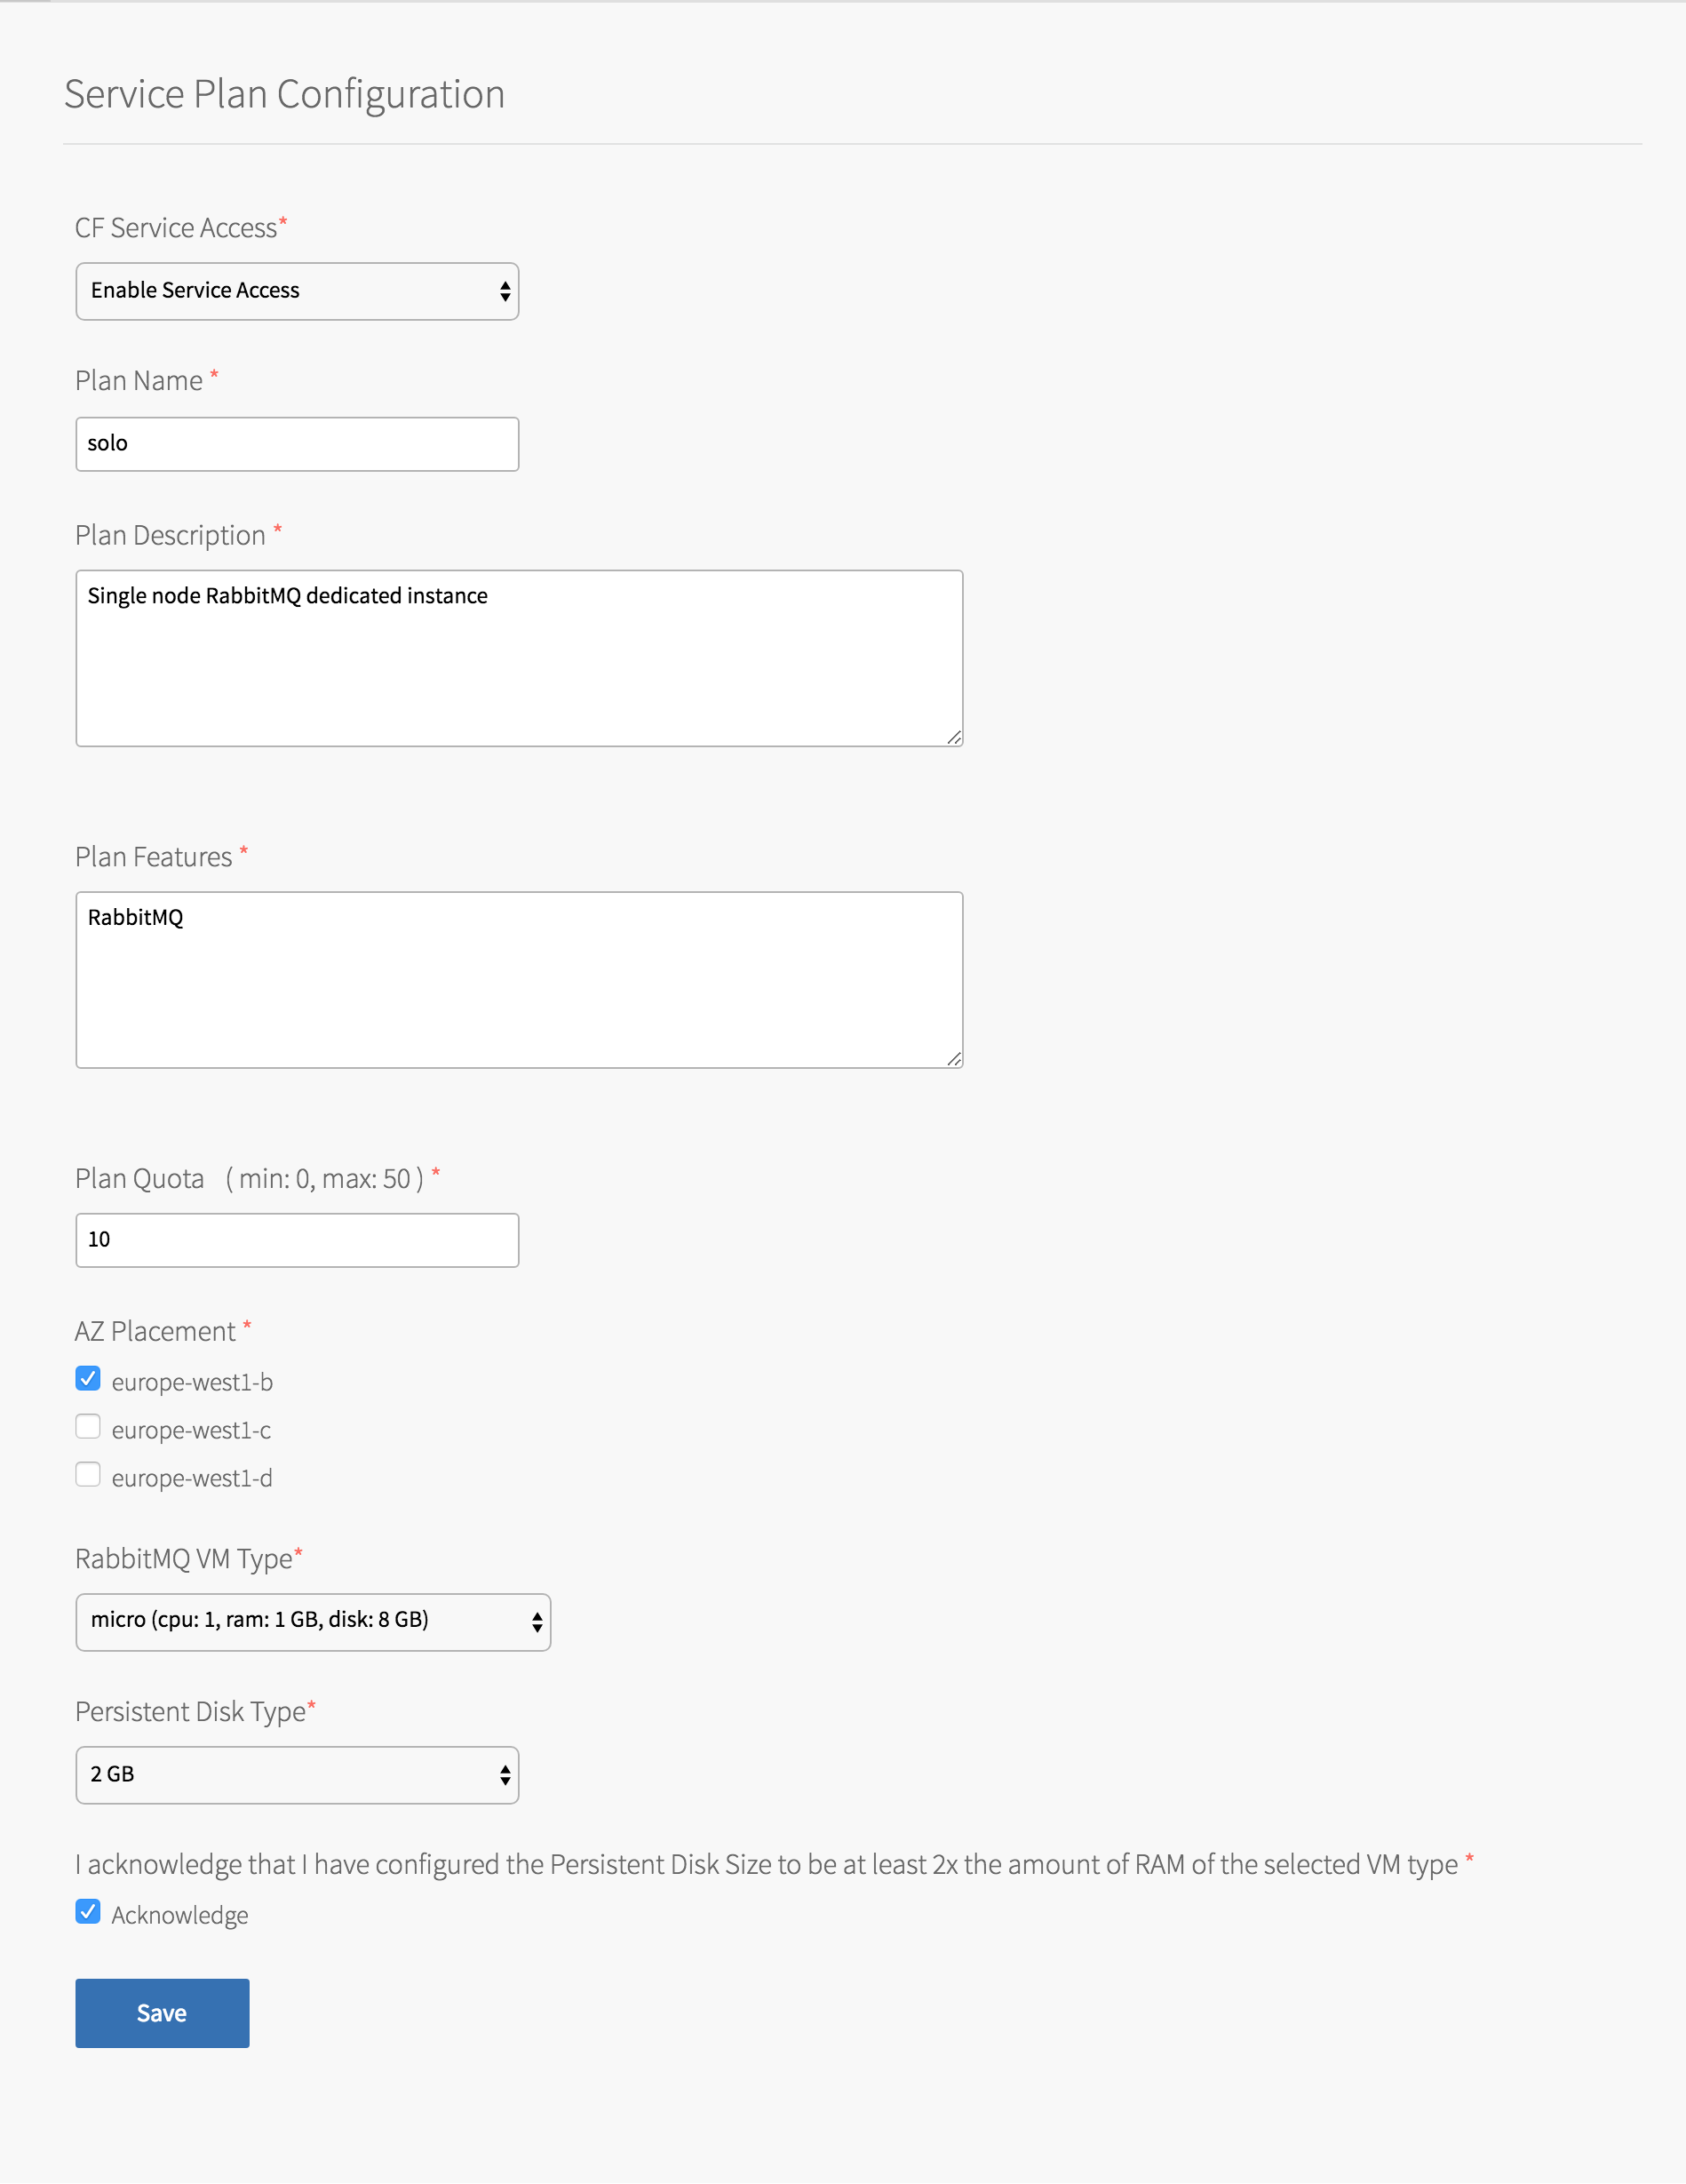 Service Plan Configuration
CF Service Access*
Enable Service Access
Plan Name *
solo
Plan Description *
Single node RabbitMQ dedicated instance
Plan Features *
RabbitMQ
Plan Quota ( min: 0, max: 50 ) *
10
AZ Placement *
europe-west1-b
europe-west1-c
europe-west1-d
RabbitMQ VM Type*
micro (cpu: 1, ram: 1 GB, disk: 8 GB)
Persistent Disk Type*
2 GB
I acknowledge that I have configured the Persistent Disk Size to be at least 2x the amount of RAM of the selected VM type *
Acknowledge
Save